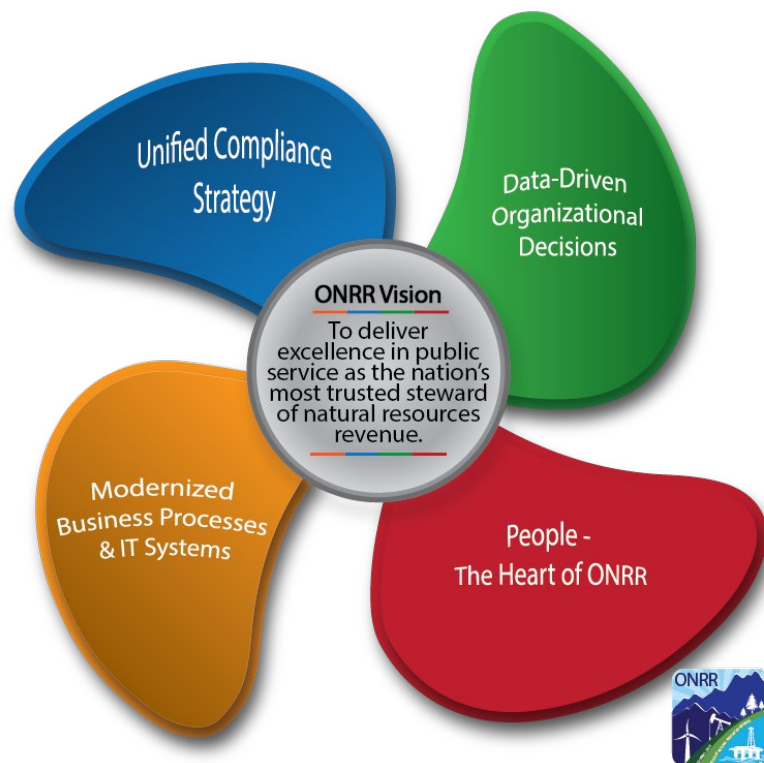 Unified Compliance
Strategy
Data-Driven
Organizational
Decisions
ONRR Vision
To deliver
excellence in public
service as the nation's
most trusted steward
of natural resources
revenue.
Modernized
Business Processes
& IT Systems
People -
The Heart of ONRR
ONRR